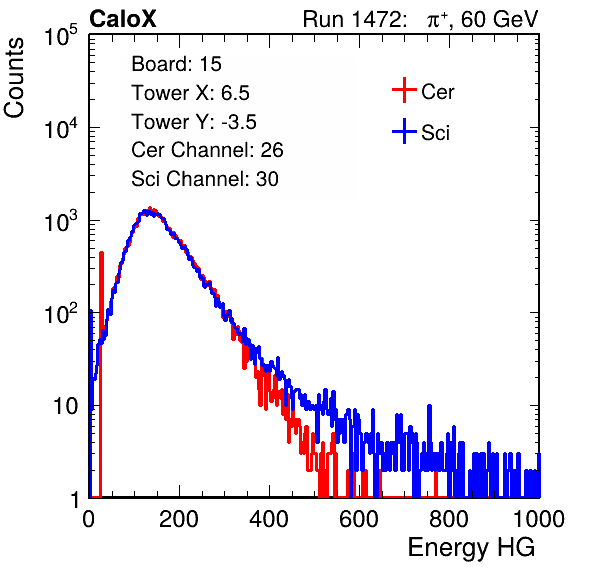 CaloX Run 1472: π⁺, 60 GeV
Board: 15
Tower X: 6.5
Tower Y: -3.5
Cer Channel: 26
Sci Channel: 30
Cer
Sci
Counts
10⁵
10⁴
10³
10²
10
1
0 200 400 600 800 1000
Energy HG